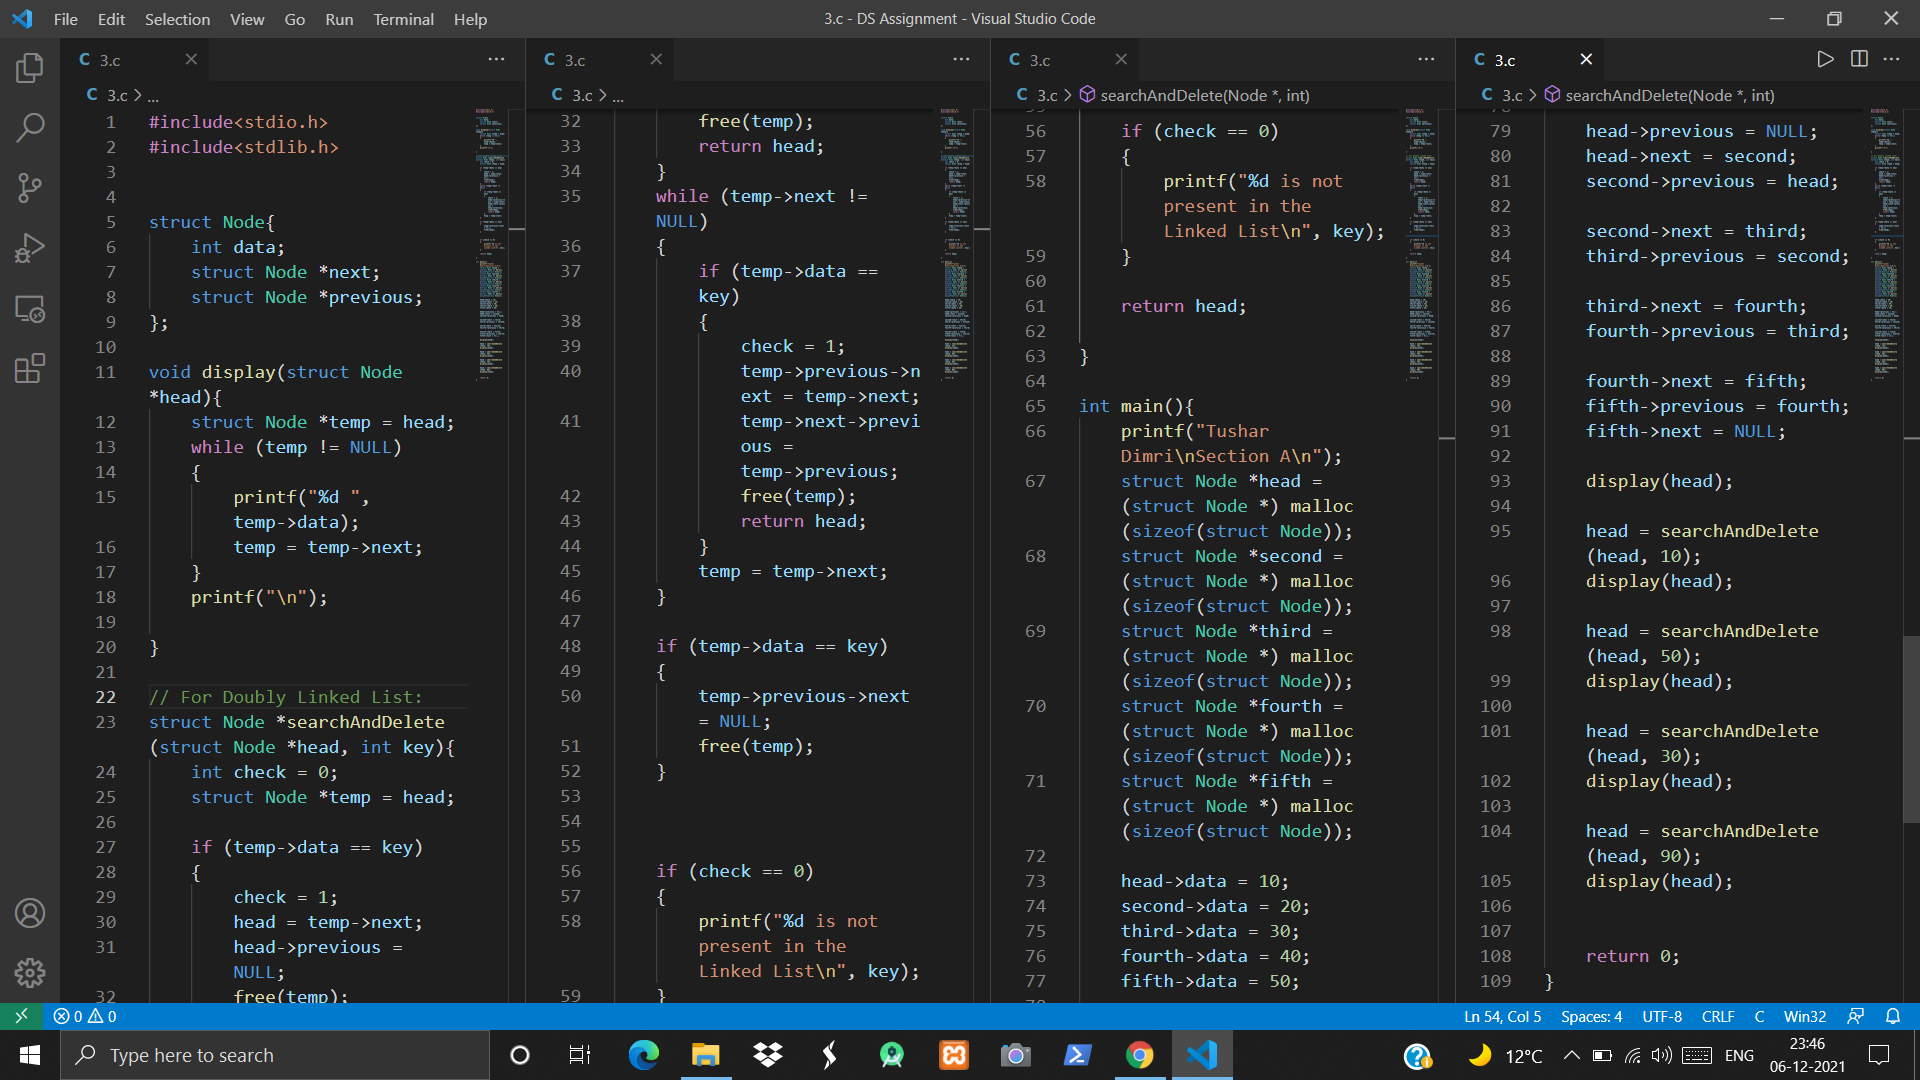 File Edit Selection View Go Run Terminal Help
3.c - DS Assignment - Visual Studio Code
C 3.c
C 3.c > ...
1 #include<stdio.h>
2 #include<stdlib.h>
3
4
5 struct Node{
6 int data;
7 struct Node *next;
8 struct Node *previous;
9 };
10
11 void display(struct Node
*head){
12 struct Node *temp = head;
13 while (temp != NULL)
14 {
15 printf("%d ",
temp->data);
16 temp = temp->next;
17 }
18 printf("\n");
19
20 }
21
22 // For Doubly Linked List:
23 struct Node *searchAndDelete
(struct Node *head, int key){
24 int check = 0;
25 struct Node *temp = head;
26
27 if (temp->data == key)
28 {
29 check = 1;
30 head = temp->next;
31 head->previous =
NULL;
32 free(temp);
C 3.c
C 3.c > ...
32 free(temp);
33 return head;
34 }
35 while (temp->next !=
NULL)
36 {
37 if (temp->data ==
key)
38 {
39 check = 1;
40 temp->previous->n
ext = temp->next;
41 temp->next->previ
ous =
temp->previous;
42 free(temp);
43 return head;
44 }
45 temp = temp->next;
46 }
47
48 if (temp->data == key)
49 {
50 temp->previous->next
= NULL;
51 free(temp);
52 }
53
54
55
56 if (check == 0)
57 {
58 printf("%d is not
present in the
Linked List\n", key);
59 }
C 3.c
C 3.c > searchAndDelete(Node *, int)
56 if (check == 0)
57 {
58 printf("%d is not
present in the
Linked List\n", key);
59 }
60
61 return head;
62
63 }
64
65 int main(){
66 printf("Tushar
Dimri\nSection A\n");
67 struct Node *head =
(struct Node *) malloc
(sizeof(struct Node));
68 struct Node *second =
(struct Node *) malloc
(sizeof(struct Node));
69 struct Node *third =
(struct Node *) malloc
(sizeof(struct Node));
70 struct Node *fourth =
(struct Node *) malloc
(sizeof(struct Node));
71 struct Node *fifth =
(struct Node *) malloc
(sizeof(struct Node));
72
73 head->data = 10;
74 second->data = 20;
75 third->data = 30;
76 fourth->data = 40;
77 fifth->data = 50;
C 3.c
C 3.c > searchAndDelete(Node *, int)
79 head->previous = NULL;
80 head->next = second;
81 second->previous = head;
82
83 second->next = third;
84 third->previous = second;
85
86 third->next = fourth;
87 fourth->previous = third;
88
89 fourth->next = fifth;
90 fifth->previous = fourth;
91 fifth->next = NULL;
92
93 display(head);
94
95 head = searchAndDelete
(head, 10);
96 display(head);
97
98 head = searchAndDelete
(head, 50);
99 display(head);
100
101 head = searchAndDelete
(head, 30);
102 display(head);
103
104 head = searchAndDelete
(head, 90);
105 display(head);
106
107
108 return 0;
109 }
0 0
Ln 54, Col 5 Spaces: 4 UTF-8 CRLF C Win32
Type here to search
12°C ENG 23:46
06-12-2021